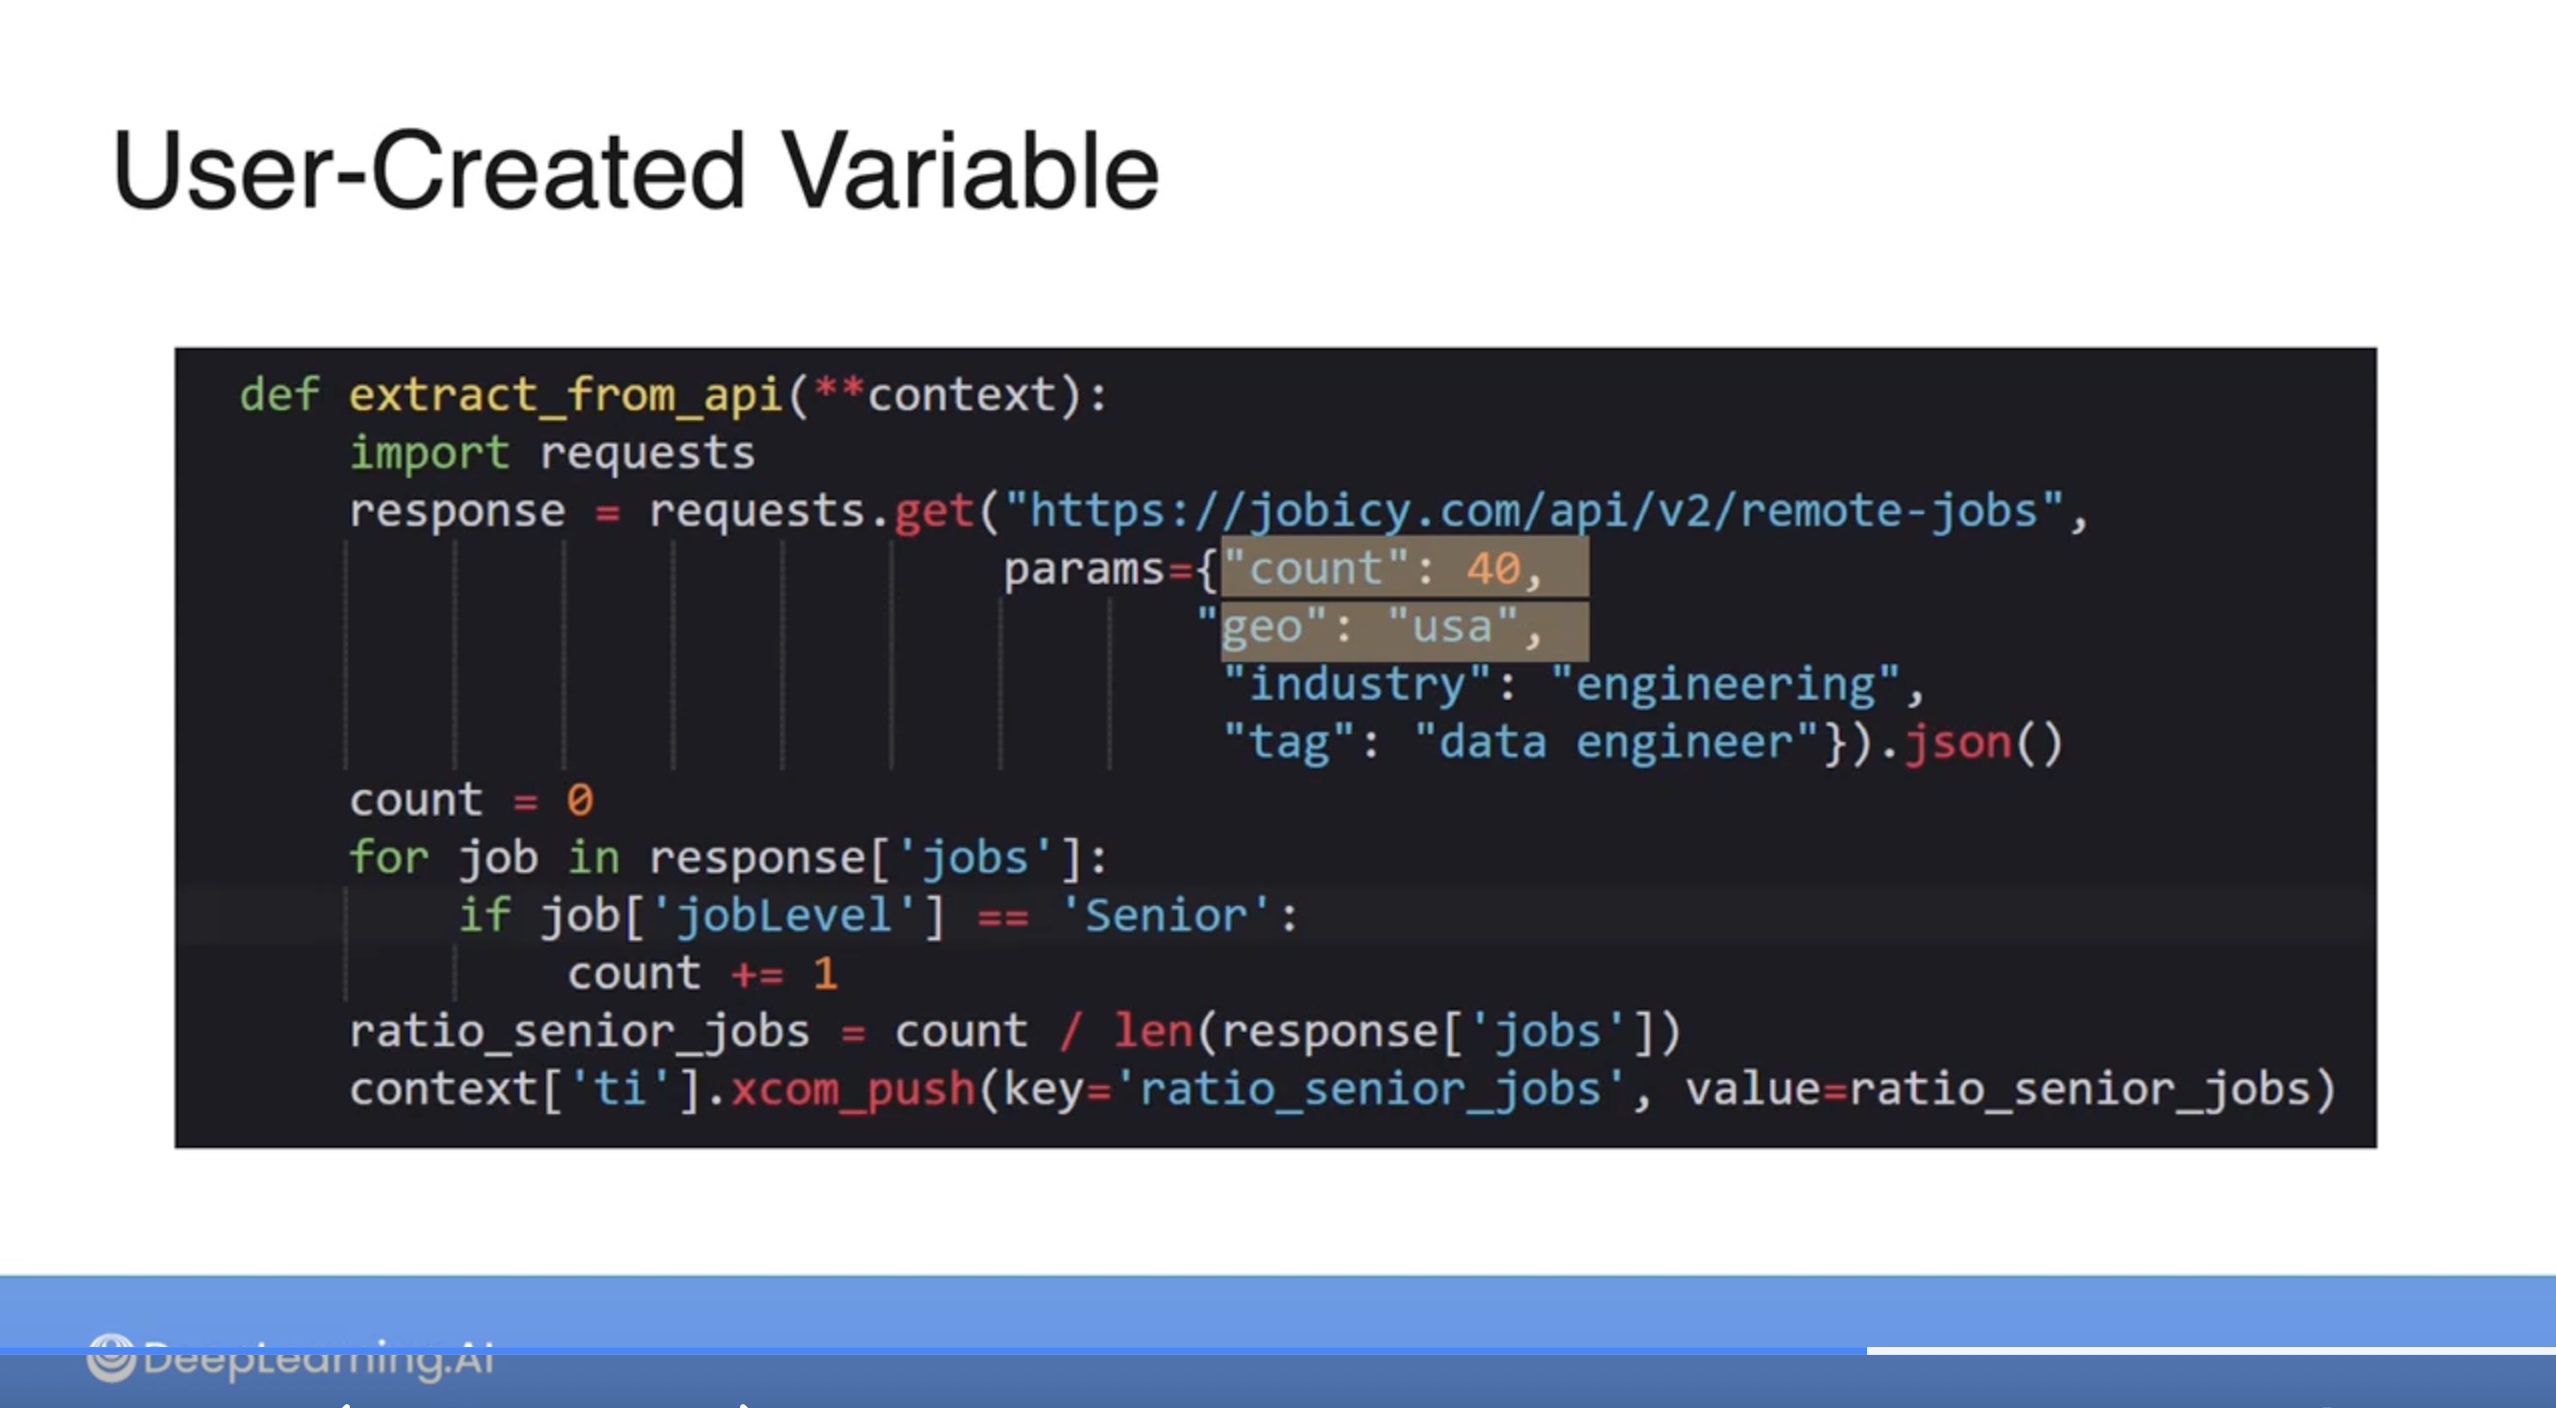 User-Created Variable
def extract_from_api(**context):
import requests
response = requests.get("https://jobicy.com/api/v2/remote-jobs",
params={"count": 40,
"geo": "usa",
"industry": "engineering",
"tag": "data engineer"}).json()
count = 0
for job in response['jobs']:
if job['jobLevel'] == 'Senior':
count += 1
ratio_senior_jobs = count / len(response['jobs'])
context['ti'].xcom_push(key='ratio_senior_jobs', value=ratio_senior_jobs)
DeepLearning.AI